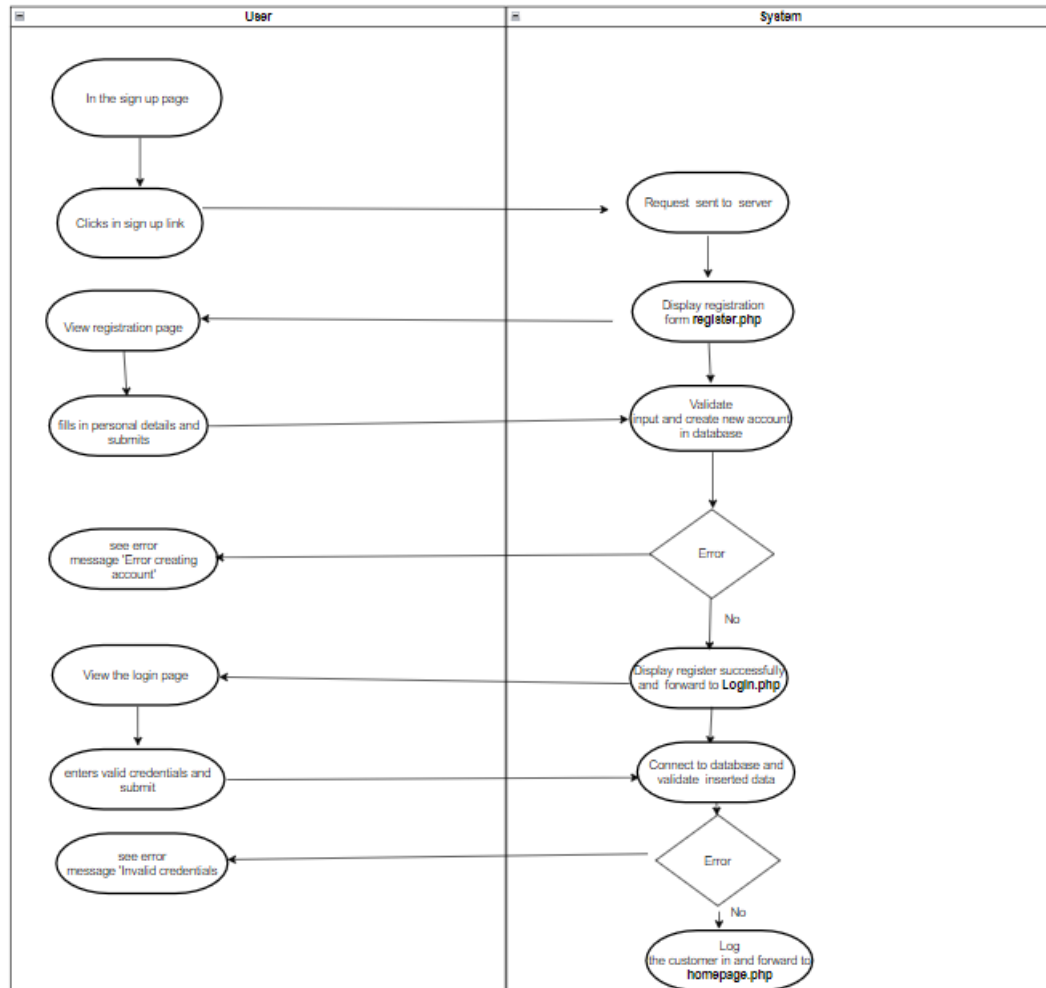 User
System
In the sign up page
Clicks in sign up link
Request sent to server
Display registration
form register.php
View registration page
fills in personal details and
submits
Validate
input and create new account
in database
see error
message 'Error creating
account'
Error
No
View the login page
Display register successfully
and forward to Login.php
enters valid credentials and
submit
Connect to database and
validate inserted data
see error
message 'Invalid credentials
Error
No
Log
the customer in and forward to
homepage.php